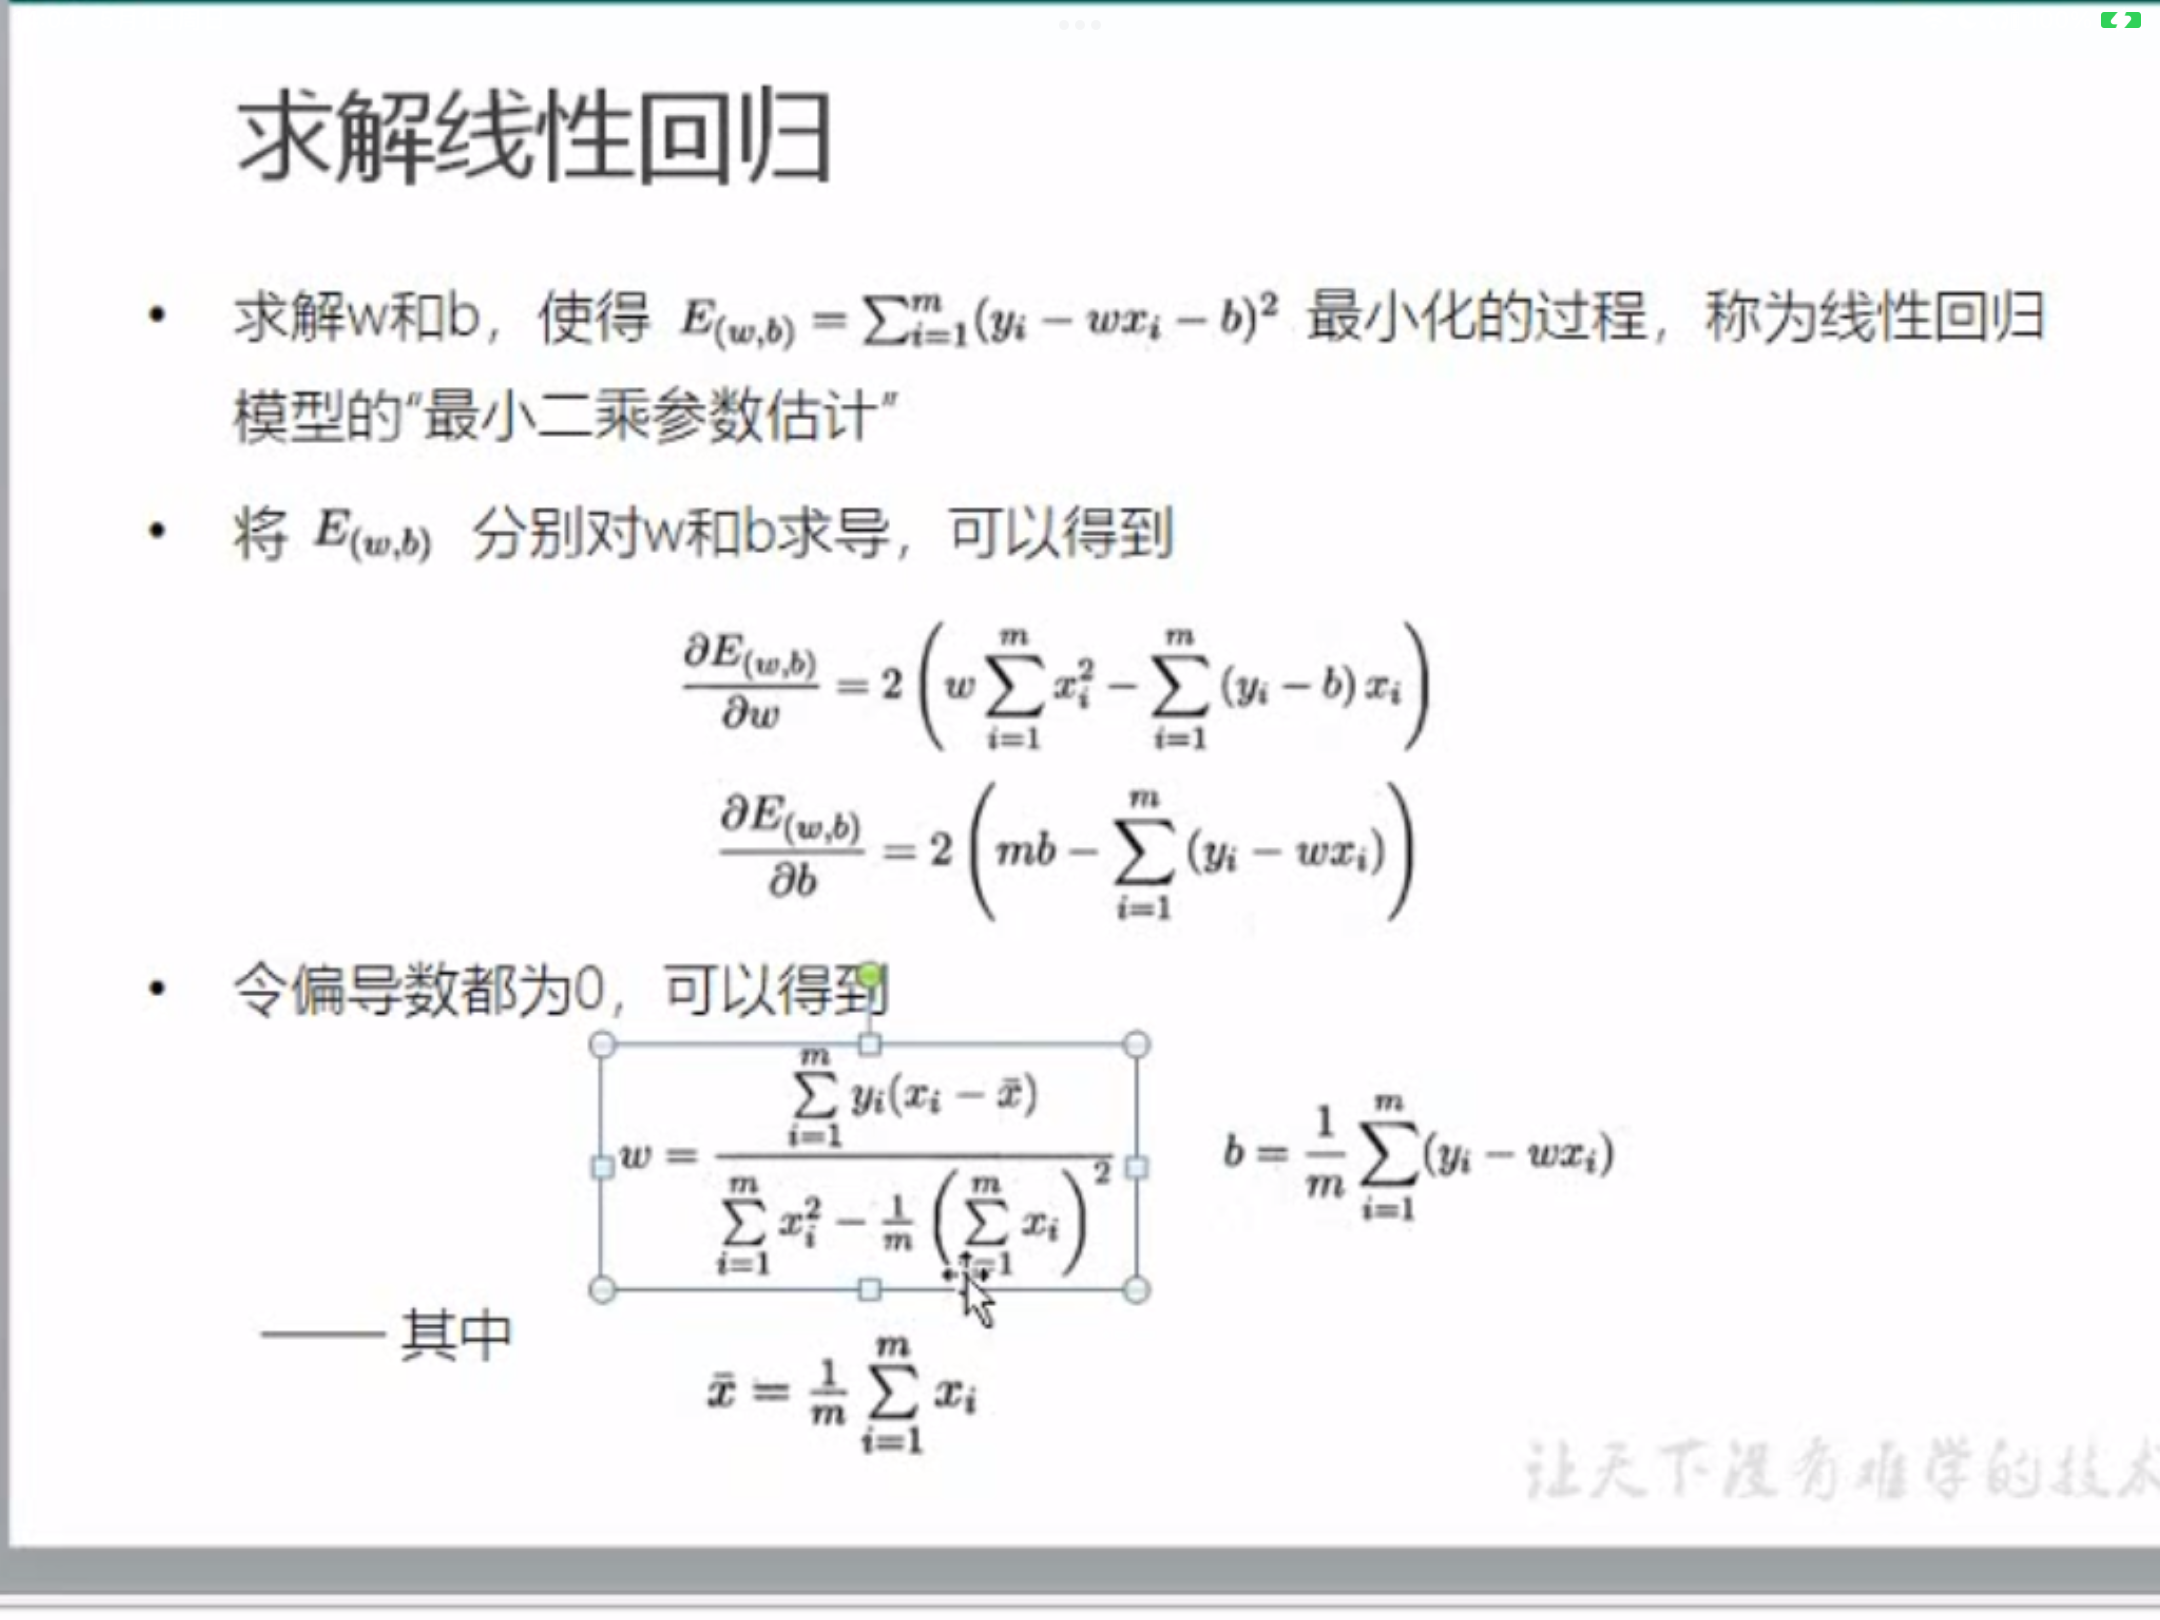 求解线性回归
• 求解w和b，使得 $E_{(w,b)} = \sum_{i=1}^{m}(y_i - wx_i - b)^2$ 最小化的过程，称为线性回归
模型的“最小二乘参数估计”
• 将 $E_{(w,b)}$ 分别对w和b求导，可以得到
$\frac{\partial E_{(w,b)}}{\partial w} = 2\left(w\sum_{i=1}^{m}x_i^2 - \sum_{i=1}^{m}(y_i - b)x_i\right)$
$\frac{\partial E_{(w,b)}}{\partial b} = 2\left(mb - \sum_{i=1}^{m}(y_i - wx_i)\right)$
• 令偏导数都为0，可以得到
$w = \frac{\sum_{i=1}^{m}y_i(x_i - \bar{x})}{\sum_{i=1}^{m}x_i^2 - \frac{1}{m}\left(\sum_{i=1}^{m}x_i\right)^2}$ $b = \frac{1}{m}\sum_{i=1}^{m}(y_i - wx_i)$
—— 其中
$\bar{x} = \frac{1}{m}\sum_{i=1}^{m}x_i$
让天下没有难学的技术